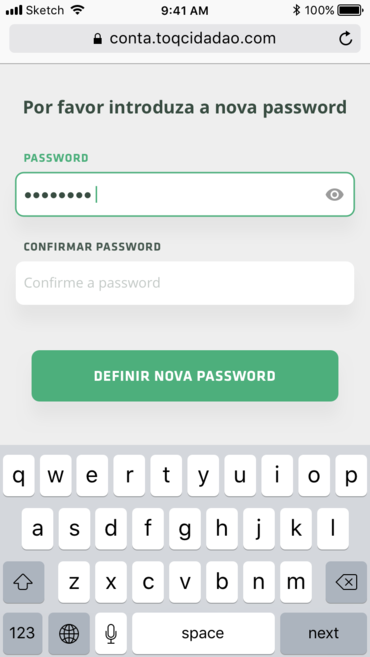 Sketch 9:41 AM 100%
conta.toqcidadao.com
Por favor introduza a nova password
PASSWORD
••••••••
CONFIRMAR PASSWORD
Confirme a password
DEFINIR NOVA PASSWORD
q w e r t y u i o p
a s d f g h j k l
z x c v b n m
123 space next